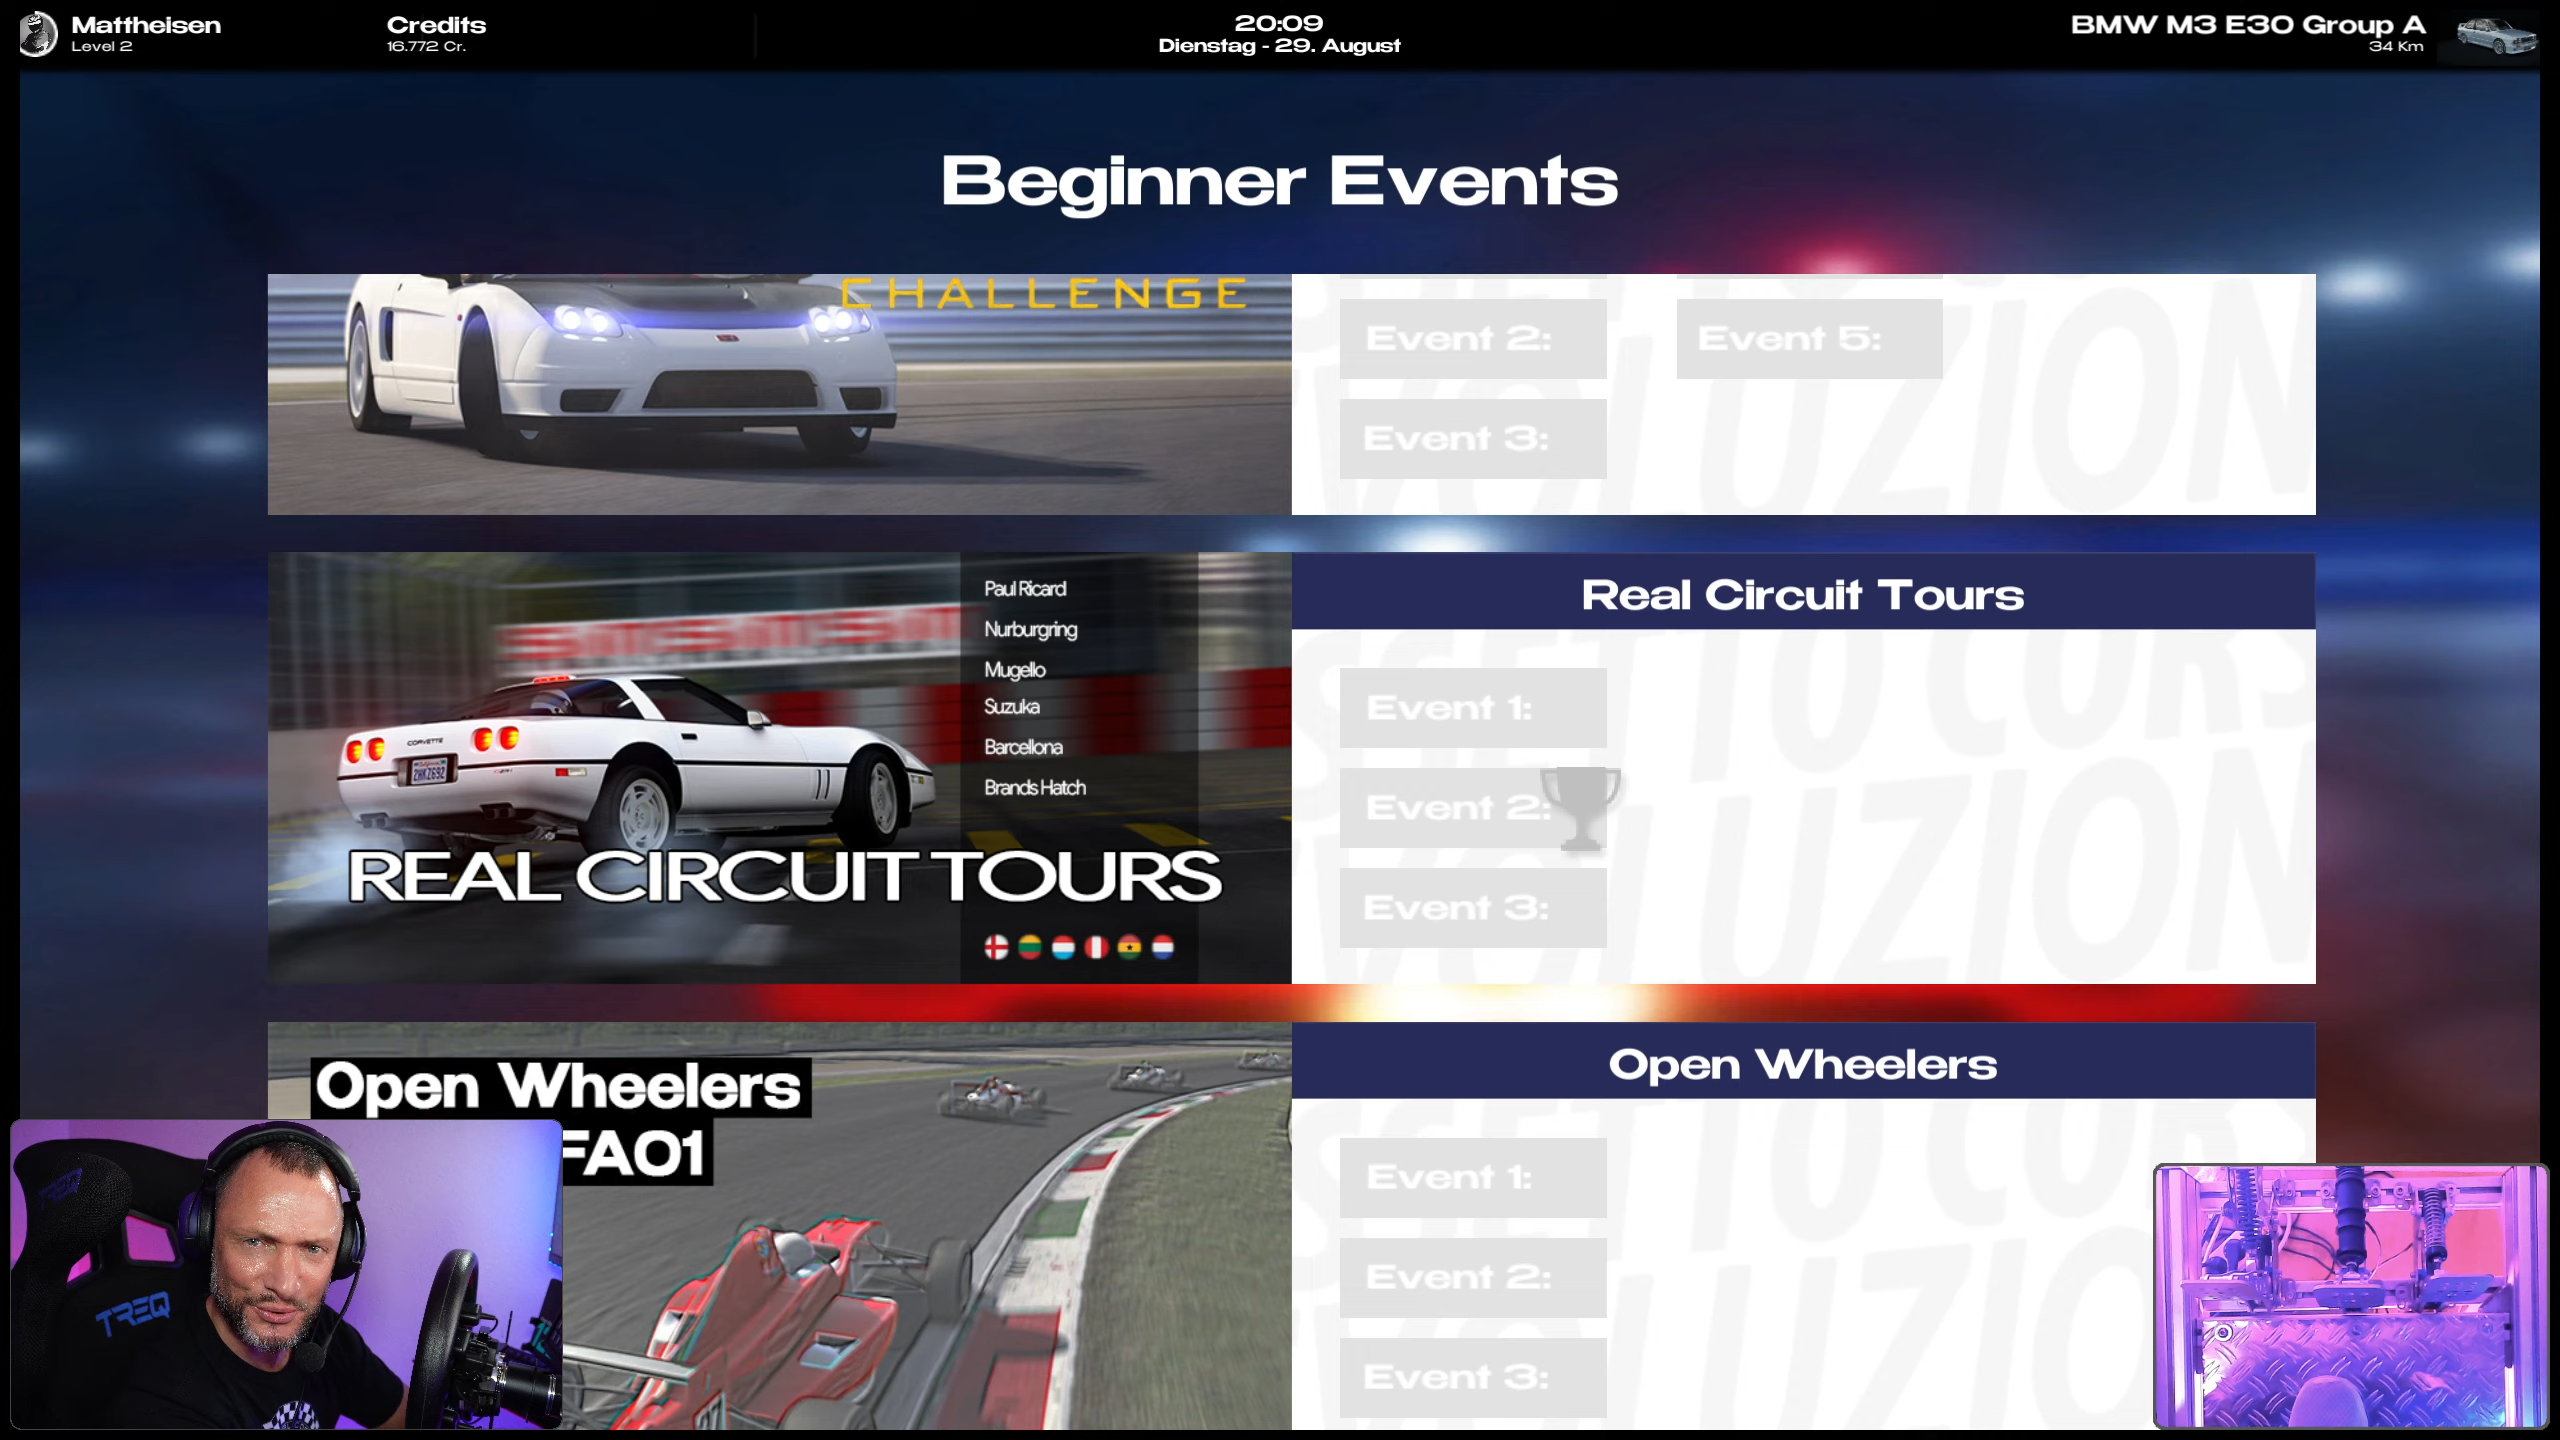 Mattheisen
Level 2
Credits
16.772 Cr.
20:09
Dienstag - 29. August
BMW M3 E30 Group A
34 Km
Beginner Events
CHALLENGE
Event 2:
Event 5:
Event 3:
Paul Ricard
Nurburgring
Mugello
Suzuka
Barcellona
Brands Hatch
CORVETTE
2HKZ692
REAL CIRCUIT TOURS
Real Circuit Tours
Event 1:
Event 2:
Event 3:
Open Wheelers
FA01
Open Wheelers
Event 1:
Event 2:
Event 3:
TREQ